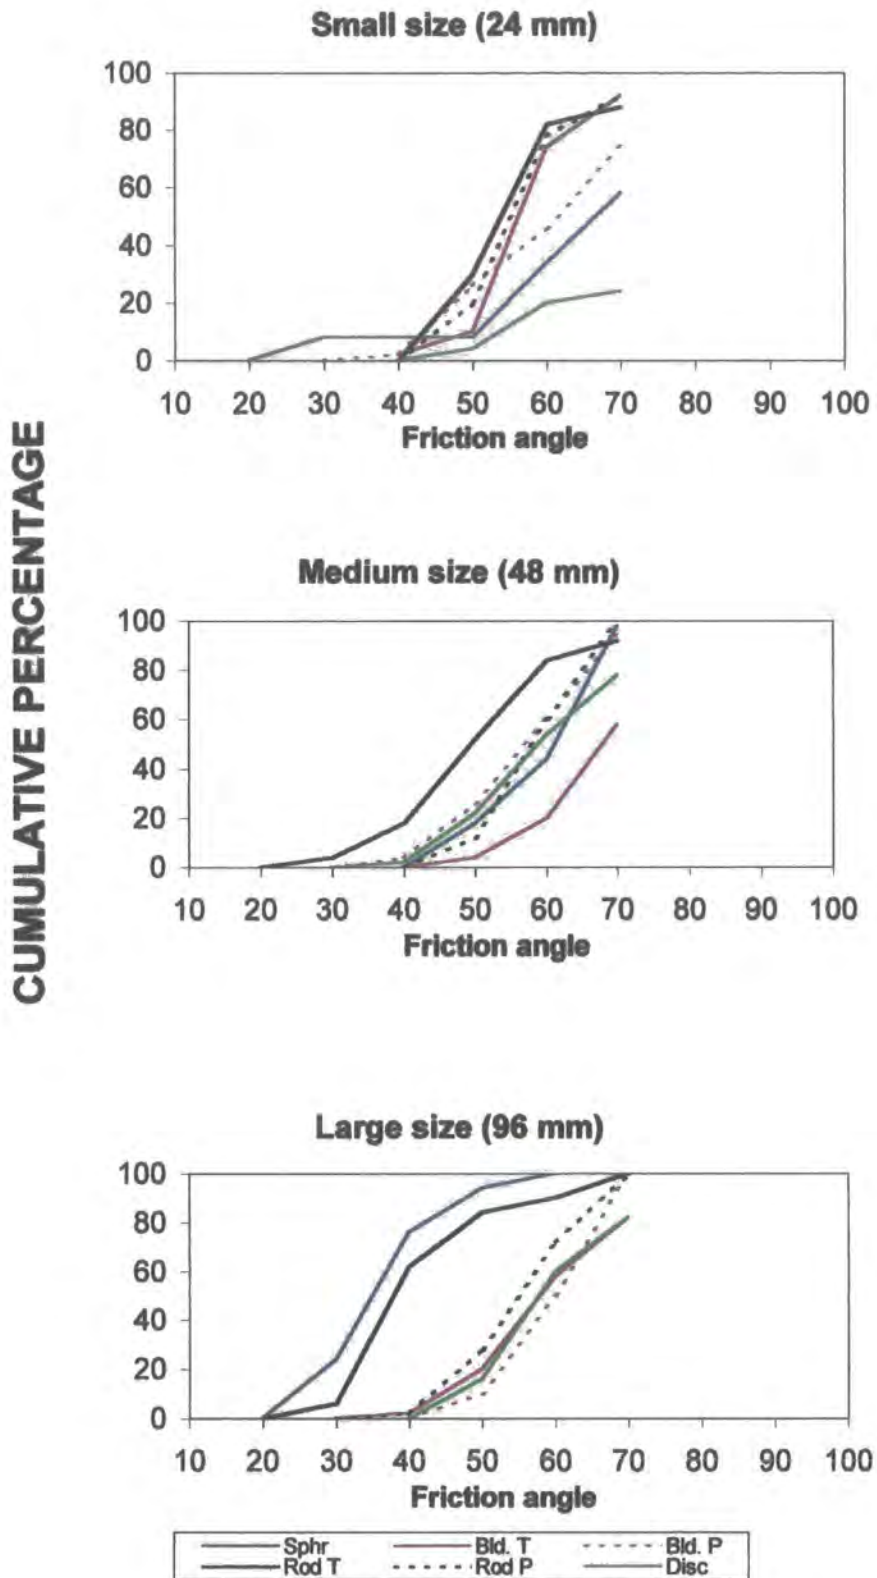 Small size (24 mm)
100
80
60
40
20
0
10 20 30 40 50 60 70 80 90 100
Friction angle
CUMULATIVE PERCENTAGE
Medium size (48 mm)
100
80
60
40
20
0
10 20 30 40 50 60 70 80 90 100
Friction angle
Large size (96 mm)
100
80
60
40
20
0
10 20 30 40 50 60 70 80 90 100
Friction angle
Sphr Bld. T Bld. P
Rod T Rod P Disc